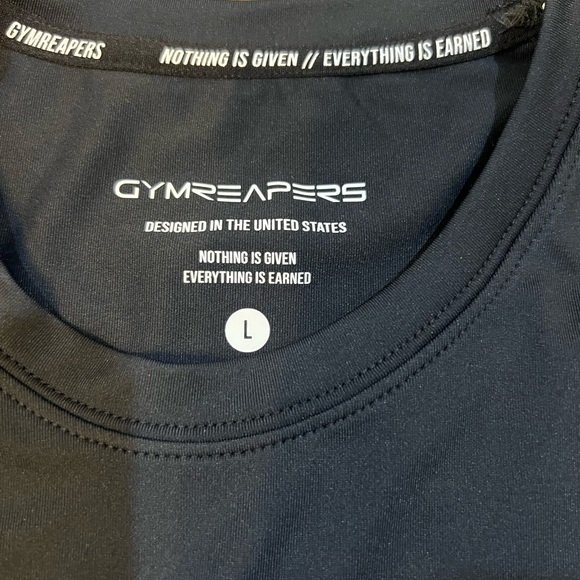 GYMREAPERS
NOTHING IS GIVEN // EVERYTHING IS EARNED
GYMREAPERS
DESIGNED IN THE UNITED STATES
NOTHING IS GIVEN
EVERYTHING IS EARNED
L